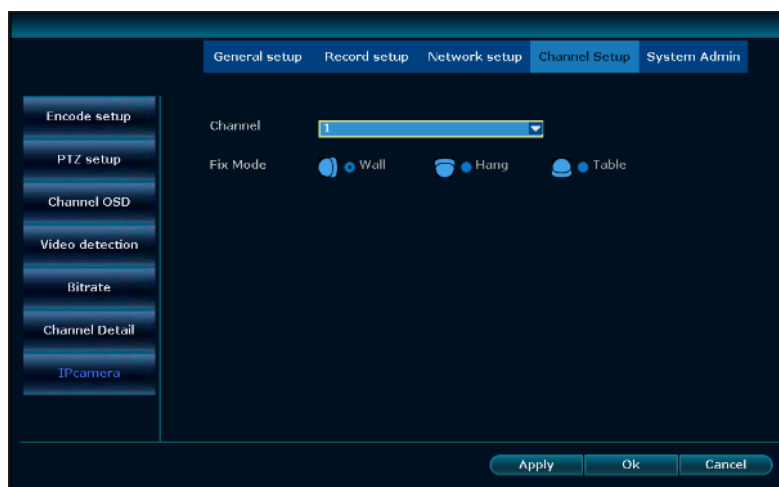 General setup Record setup Network setup Channel Setup System Admin
Encode setup
PTZ setup
Channel OSD
Video detection
Bitrate
Channel Detail
IPcamera
Channel 1
Fix Mode Wall Hang Table
Apply Ok Cancel